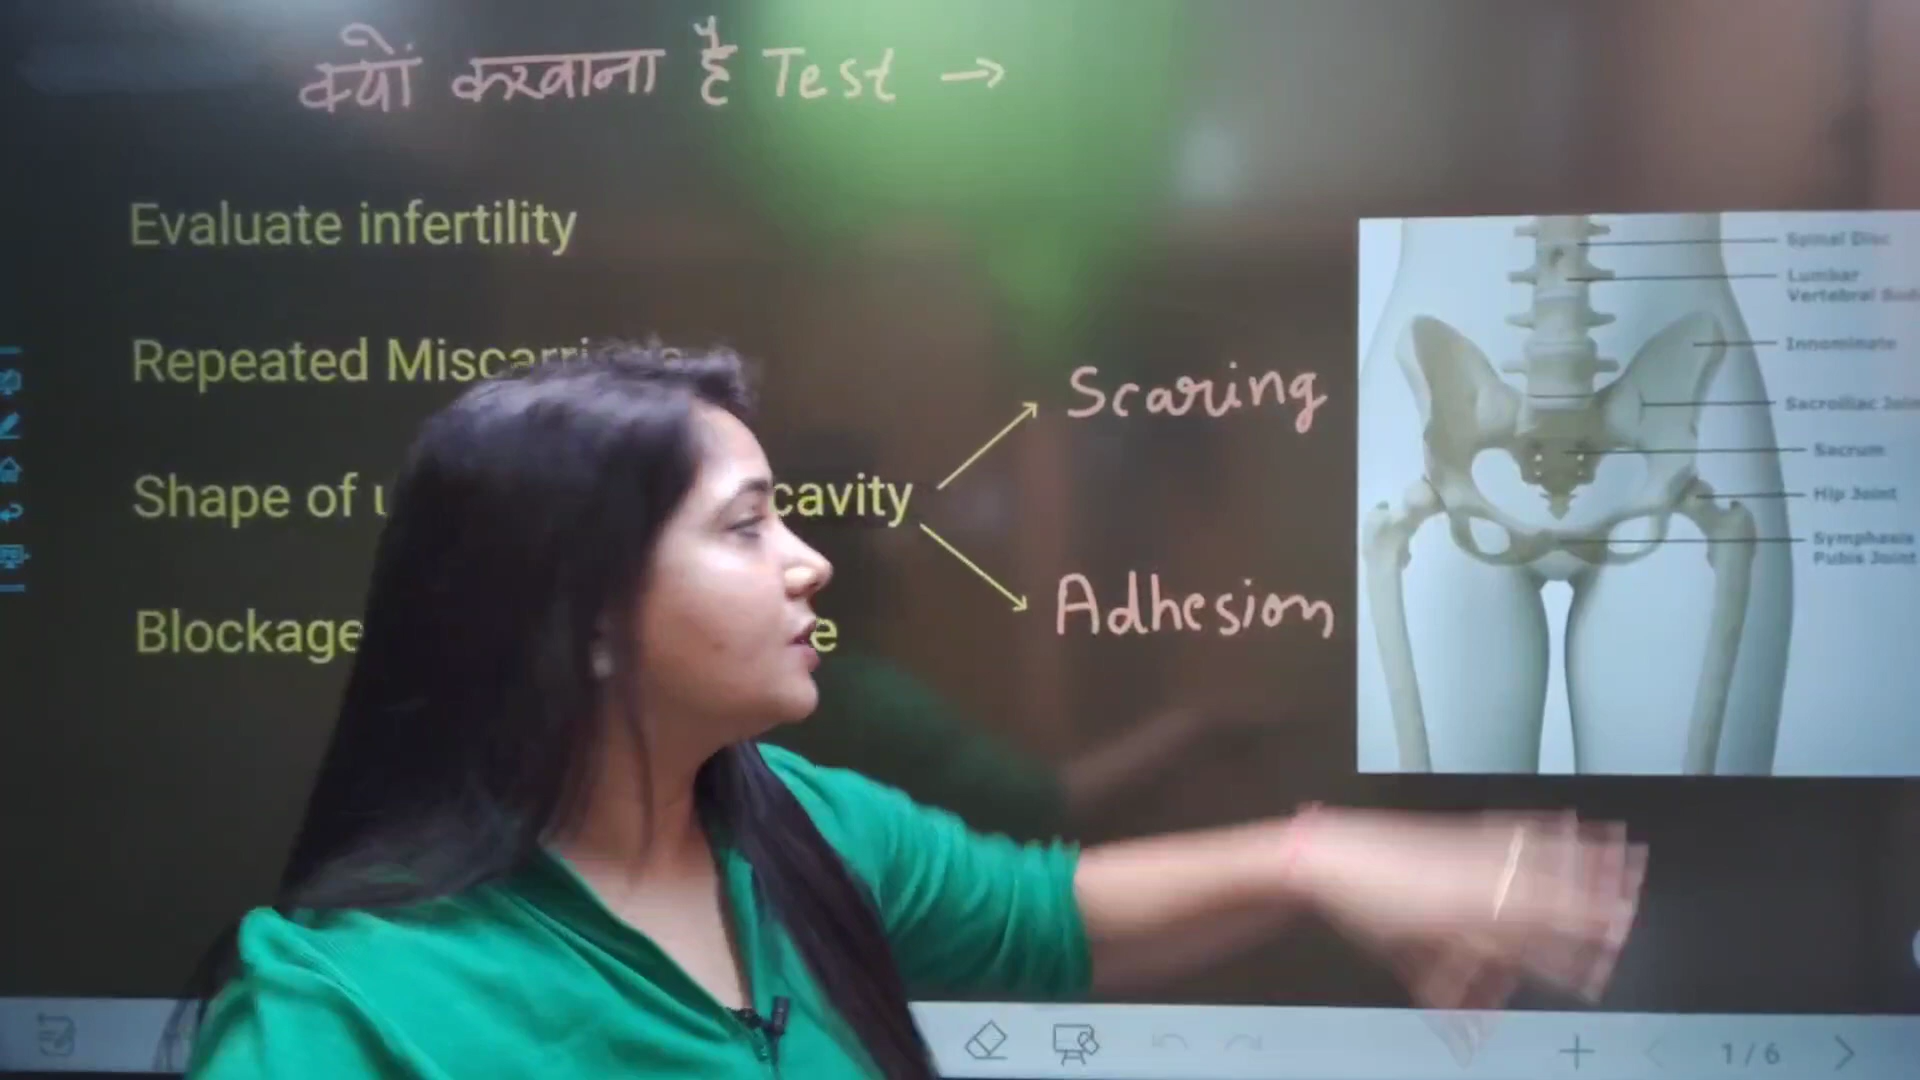 क्यों करवाना है Test →
Evaluate infertility
Repeated
Shape of cavity
Scaring
Adhesion
Blockage
Spinal Disc
Lumbar
Vertebral
Innominate
Sacroiliac
Sacrum
Hip Joint
Symphasis
Pubis Joint
1/6